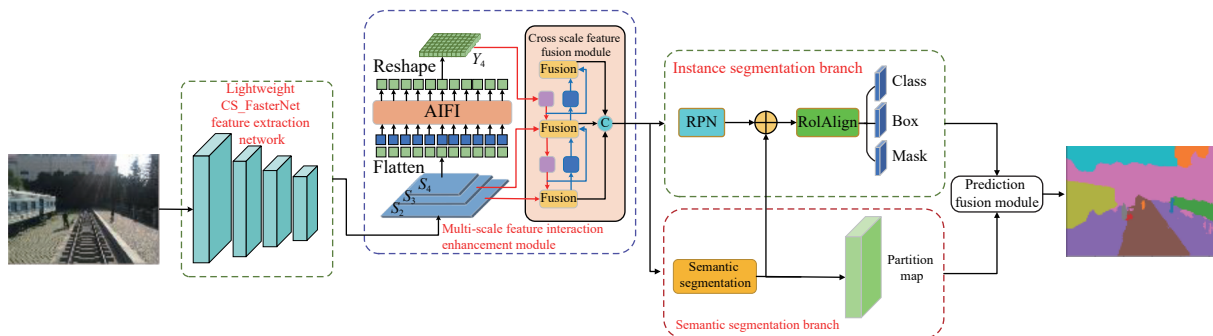 Lightweight
CS_FasterNet
feature extraction
network
Reshape
Y4
AIFI
Flatten
S4
S3
S2
Multi-scale feature interaction
enhancement module
Cross scale feature
fusion module
Fusion
Fusion
Fusion
C
Instance segmentation branch
RPN
RolAlign
Class
Box
Mask
Semantic
segmentation
Partition
map
Semantic segmentation branch
Prediction
fusion module